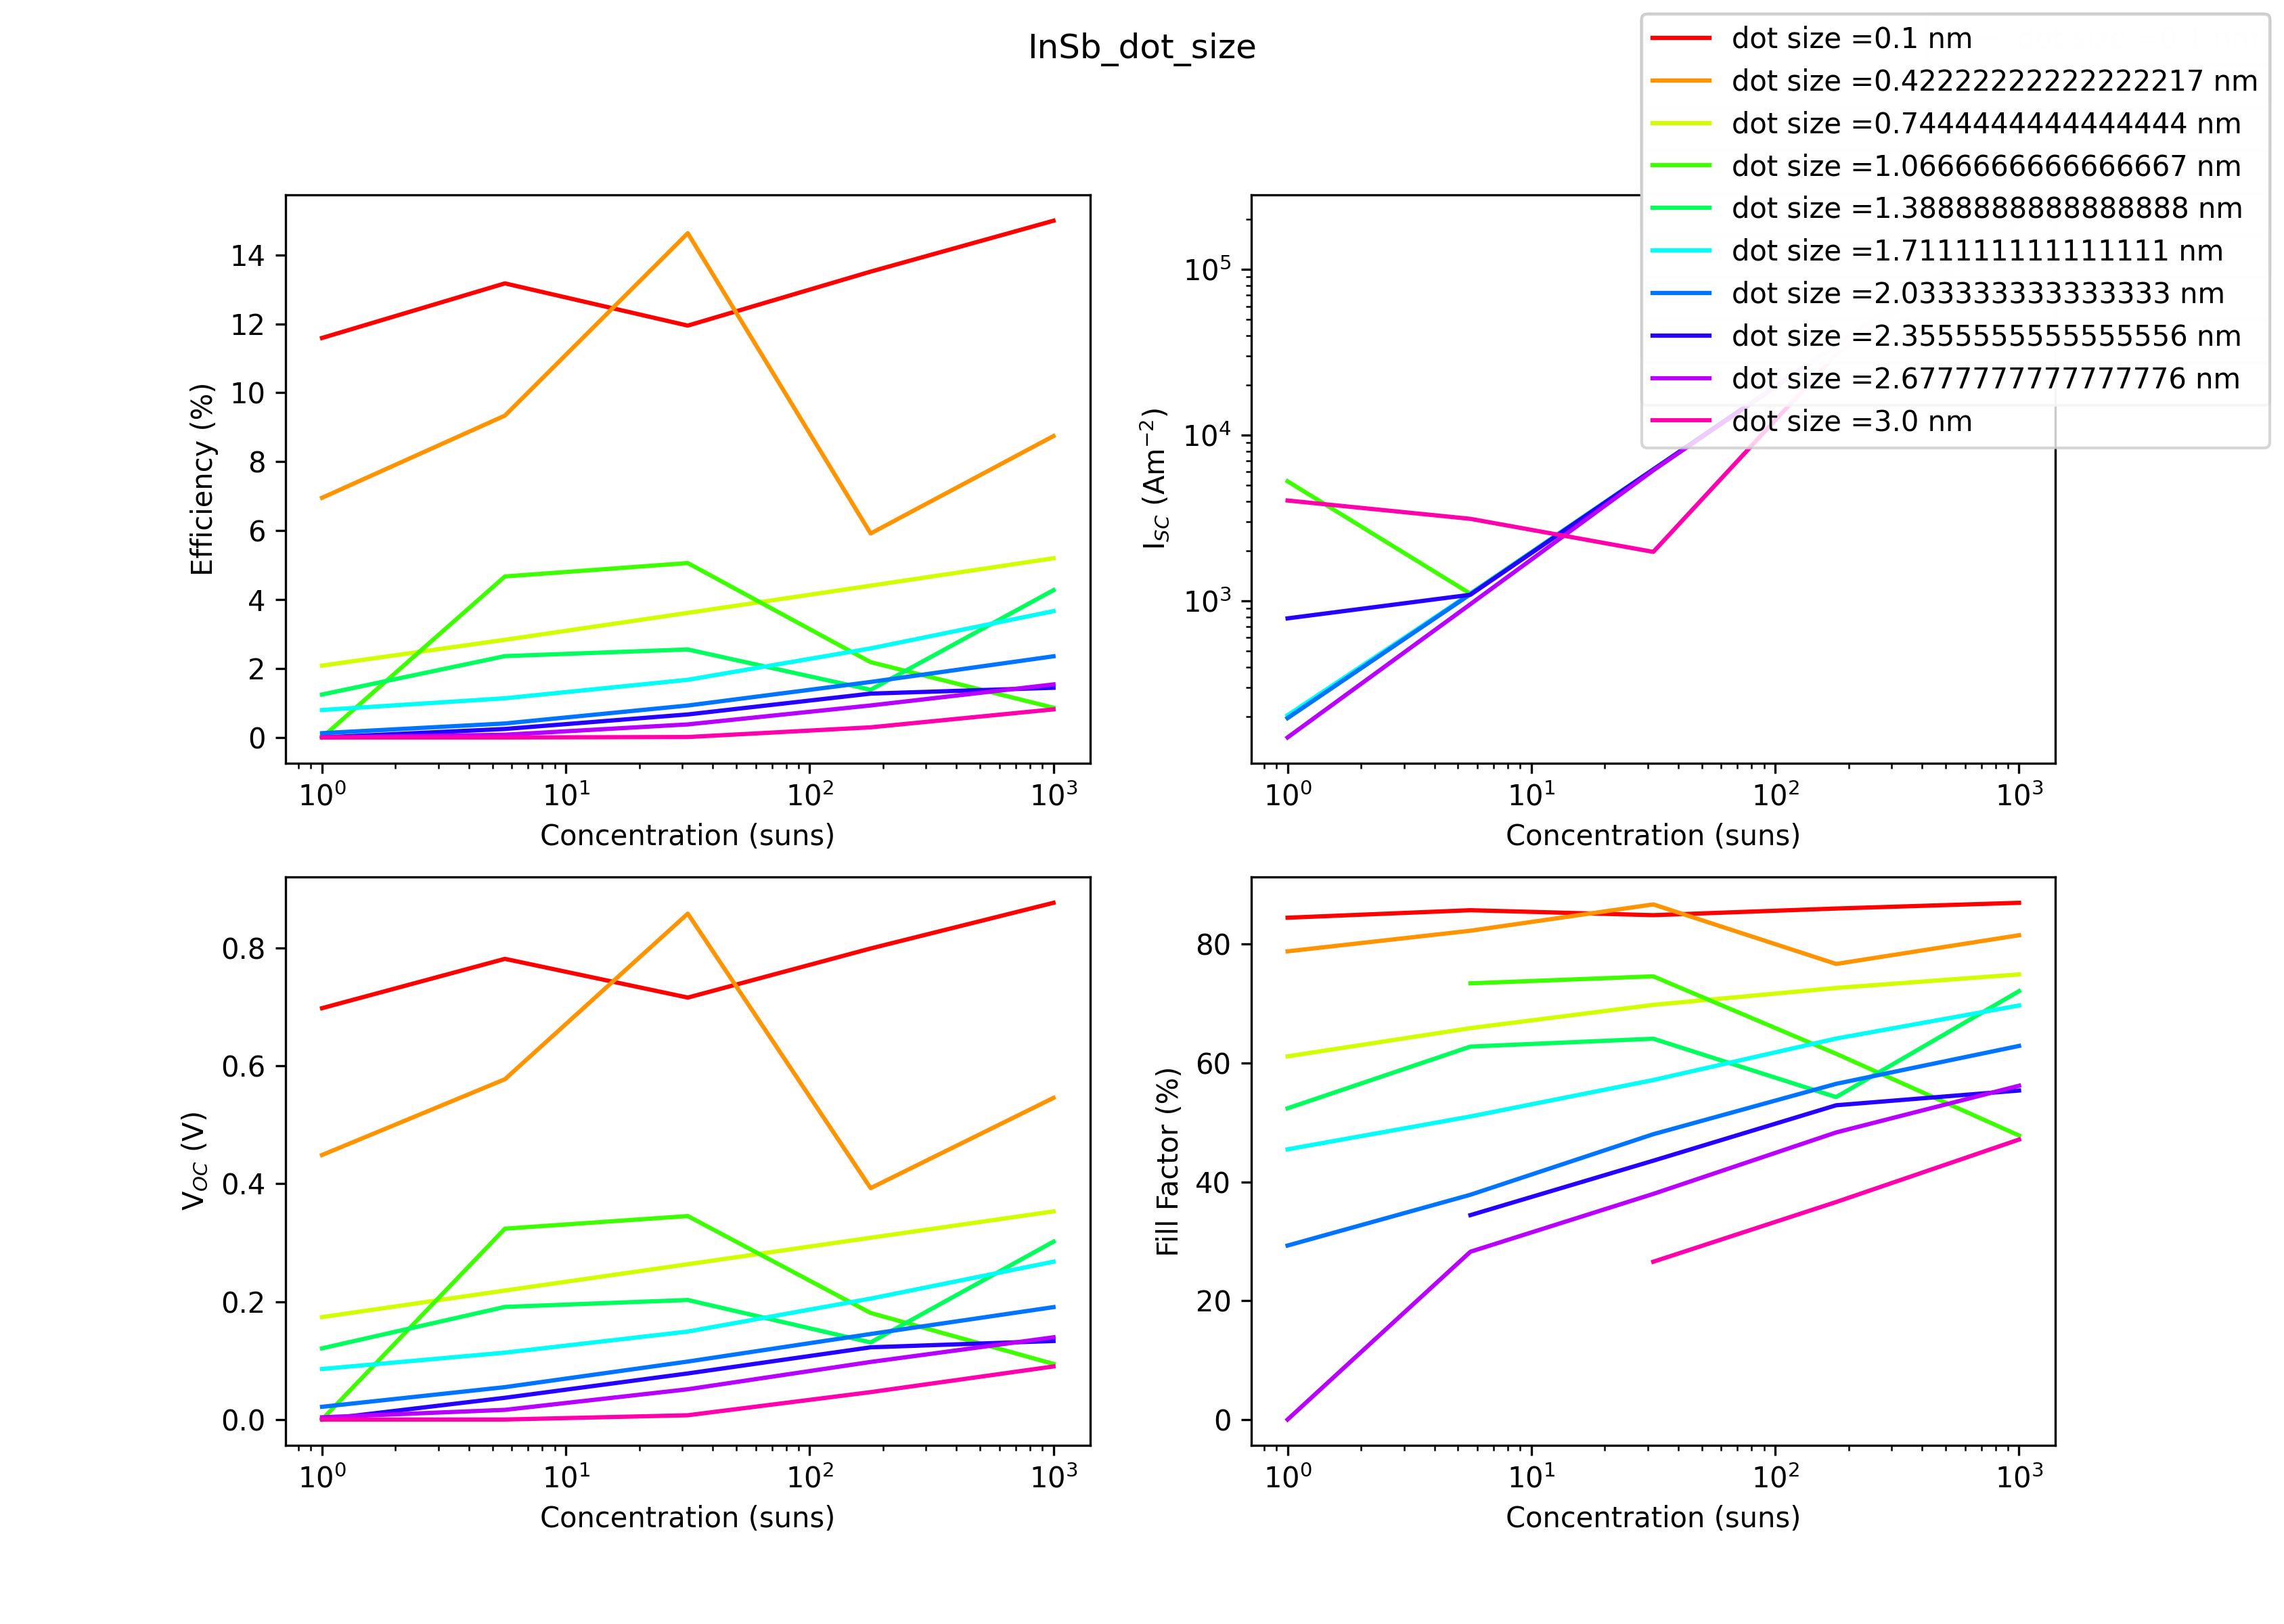 InSb_dot_size
dot size =0.1 nm
dot size =0.42222222222222217 nm
dot size =0.7444444444444444 nm
dot size =1.0666666666666667 nm
dot size =1.3888888888888888 nm
dot size =1.711111111111111 nm
dot size =2.033333333333333 nm
dot size =2.3555555555555556 nm
dot size =2.6777777777777776 nm
dot size =3.0 nm
Efficiency (%)
14
12
10
8
6
4
2
0
10⁰ 10¹ 10² 10³
Concentration (suns)
I_SC (Am⁻²)
10⁵
10⁴
10³
10⁰ 10¹ 10² 10³
Concentration (suns)
V_OC (V)
0.8
0.6
0.4
0.2
0.0
10⁰ 10¹ 10² 10³
Concentration (suns)
Fill Factor (%)
80
60
40
20
0
10⁰ 10¹ 10² 10³
Concentration (suns)